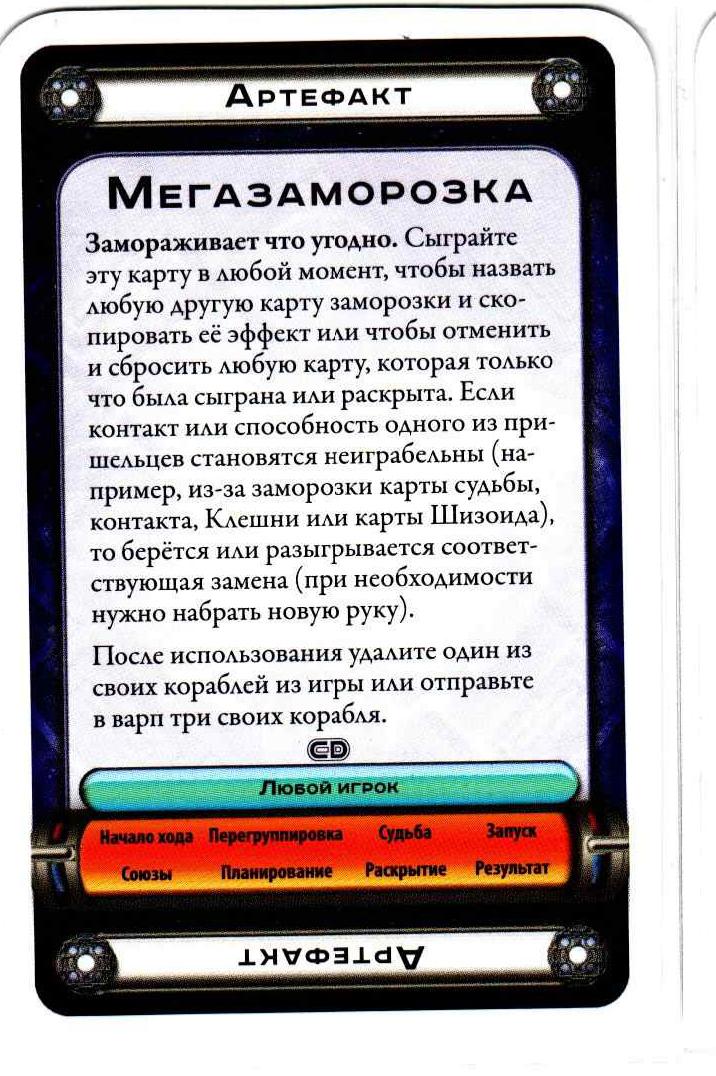 Артефакт
Мегазаморозка
Замораживает что угодно. Сыграйте
эту карту в любой момент, чтобы назвать
любую другую карту заморозки и ско-
пировать её эффект или чтобы отменить
и сбросить любую карту, которая только
что была сыграна или раскрыта. Если
контакт или способность одного из при-
шельцев становятся неиграбельны (на-
пример, из-за заморозки карты судьбы,
контакта, Клешни или карты Шизоида),
то берётся или разыгрывается соответ-
ствующая замена (при необходимости
нужно набрать новую руку).
После использования удалите один из
своих кораблей из игры или отправьте
в варп три своих корабля.
CD
Любой игрок
Начало хода Перегруппировка Судьба Запуск
Союзы Планирование Раскрытие Результат
Артефакт